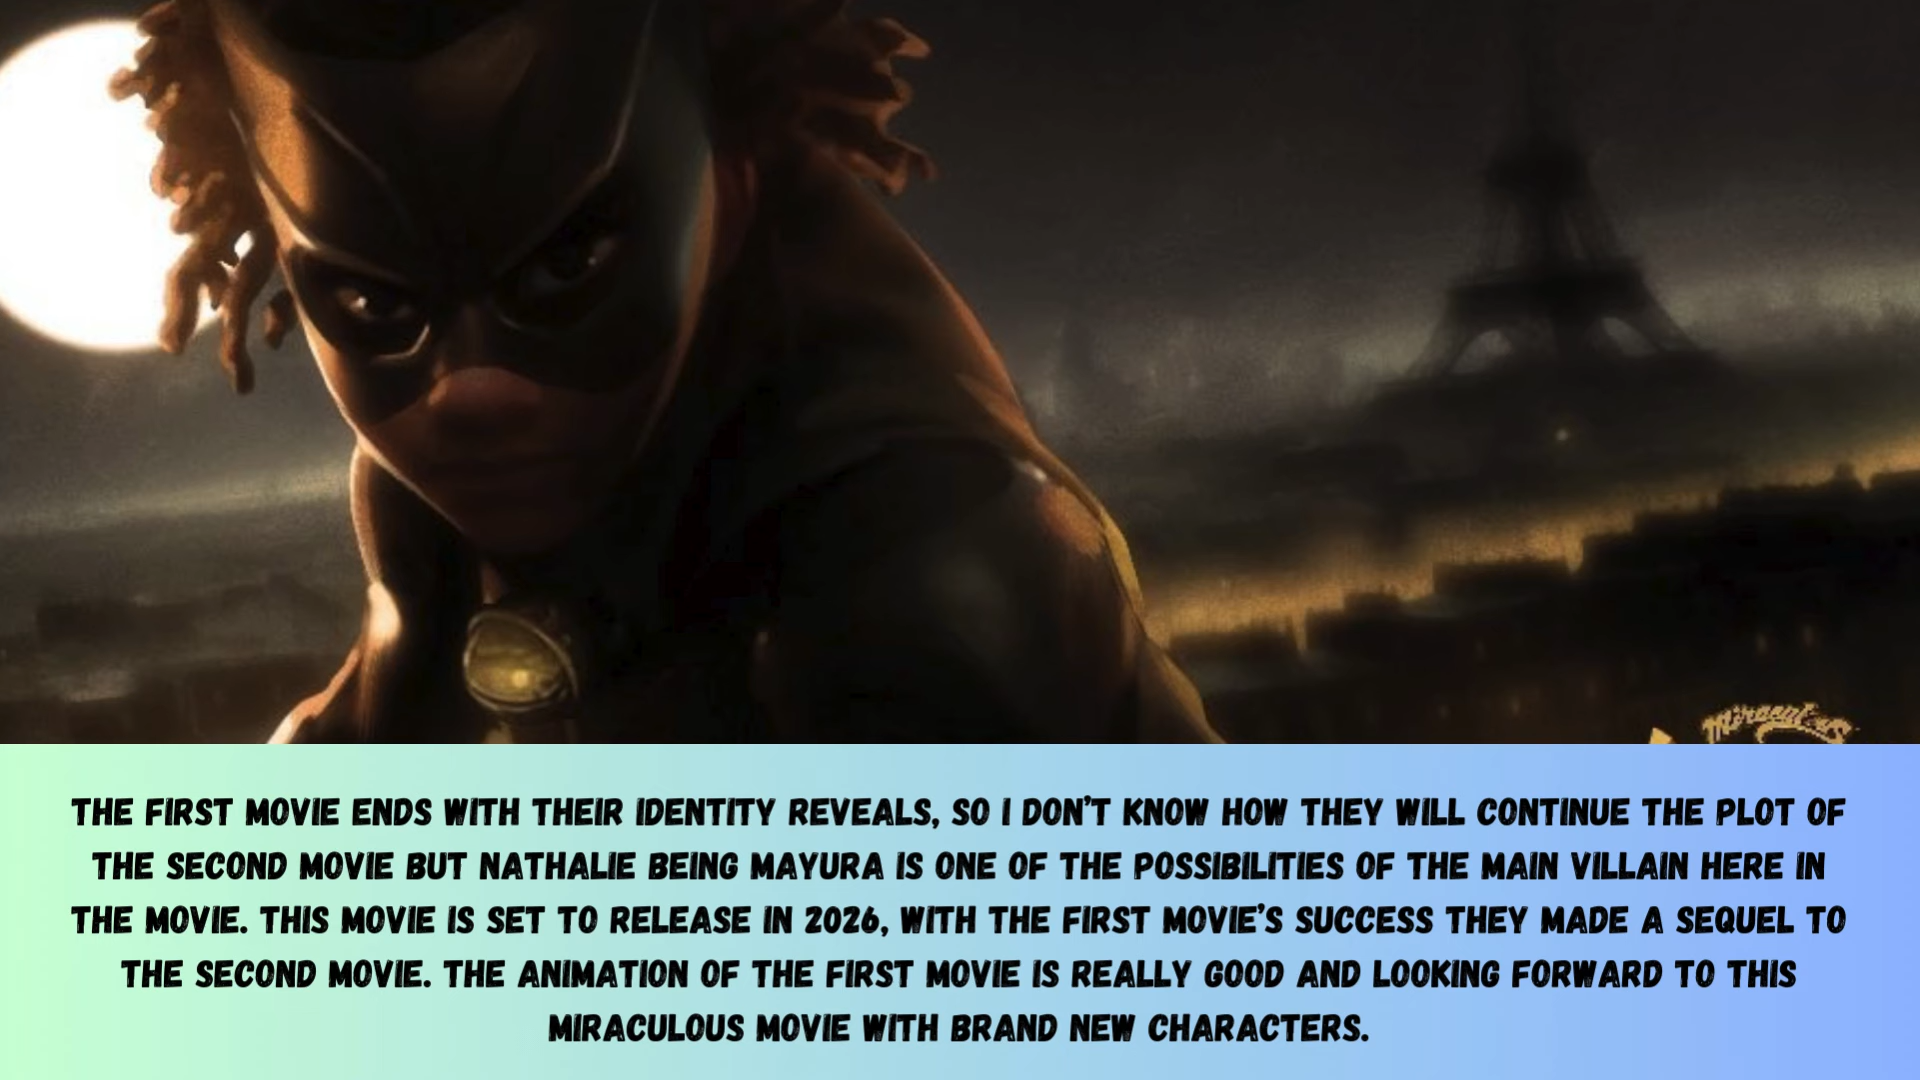 Miraculous
THE FIRST MOVIE ENDS WITH THEIR IDENTITY REVEALS, SO I DON'T KNOW HOW THEY WILL CONTINUE THE PLOT OF
THE SECOND MOVIE BUT NATHALIE BEING MAYURA IS ONE OF THE POSSIBILITIES OF THE MAIN VILLAIN HERE IN
THE MOVIE. THIS MOVIE IS SET TO RELEASE IN 2026, WITH THE FIRST MOVIE'S SUCCESS THEY MADE A SEQUEL TO
THE SECOND MOVIE. THE ANIMATION OF THE FIRST MOVIE IS REALLY GOOD AND LOOKING FORWARD TO THIS
MIRACULOUS MOVIE WITH BRAND NEW CHARACTERS.